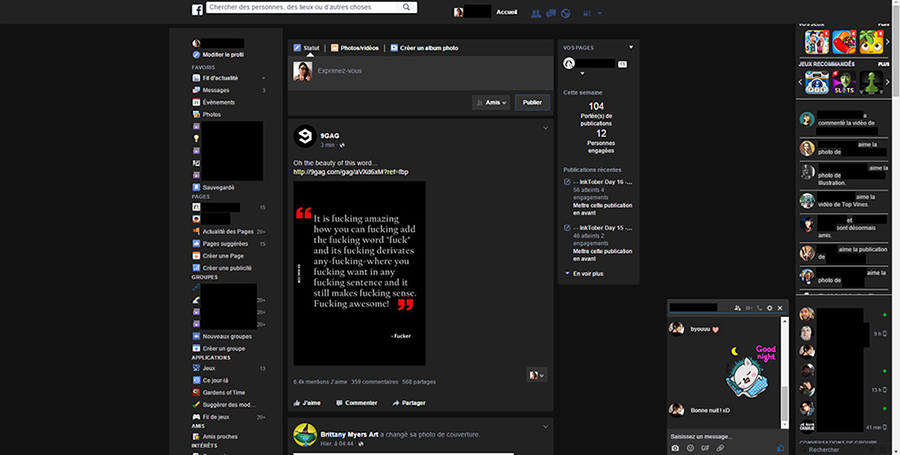 Chercher des personnes, des lieux ou d'autres choses
Accueil
Modifier le profil
FAVORIS
Fil d'actualité
Messages 3
Évènements
Photos
Sauvegardé
PAGES
15
Actualité des Pages 20+
Pages suggérées 15
Créer une Page
Créer une publicité
GROUPES
20+
20+
20+
Nouveaux groupes
Créer un groupe
APPLICATIONS
Jeux 13
Ce jour-là
Gardens of Time
Suggérer des mod...
Fil de jeux 20+
AMIS
Amis proches
INTÉRÊTS
Statut
Photos/vidéos
Créer un album photo
Exprimez-vous
Amis
Publier
9GAG
3 min
Oh the beauty of this word...
http://9gag.com/gag/aVXd6xM?ref=fbp
It is fucking amazing
how you can fucking add
the fucking word "fuck"
and its fucking derivates
any-fucking-where you
fucking want in any
fucking sentence and it
still makes fucking sense.
Fucking awesome!
- Fucker
6,4k mentions J'aime 359 commentaires 568 partages
J'aime
Commenter
Partager
Brittany Myers Art a changé sa photo de couverture.
Hier, à 04:44
VOS PAGES
15
Cette semaine
104
Portée(s) de
publications
12
Personnes
engagées
Publications récentes
- - InkTober Day 16 -...
56 atteints 4
engagements
Mettre cette publication
en avant
- - InkTober Day 15 -...
46 atteints 2
engagements
Mettre cette publication
en avant
En voir plus
VOS JEUX PLUS
JEUX RECOMMANDÉS PLUS
SLOTS
a
commenté la vidéo de
aime la
photo de
aime la
photo de
Illustration.
aime la
vidéo de Top Vines.
et
sont désormais
amis.
aime la publication
de
aime la
photo de
byouuu
Good
night
Bonne nuit ! xD
Saisissez un message...
GIF
9 h
13 h
41 min
JE SUIS
CHARLIE
CONVERSATIONS DE GROUPE
Rechercher